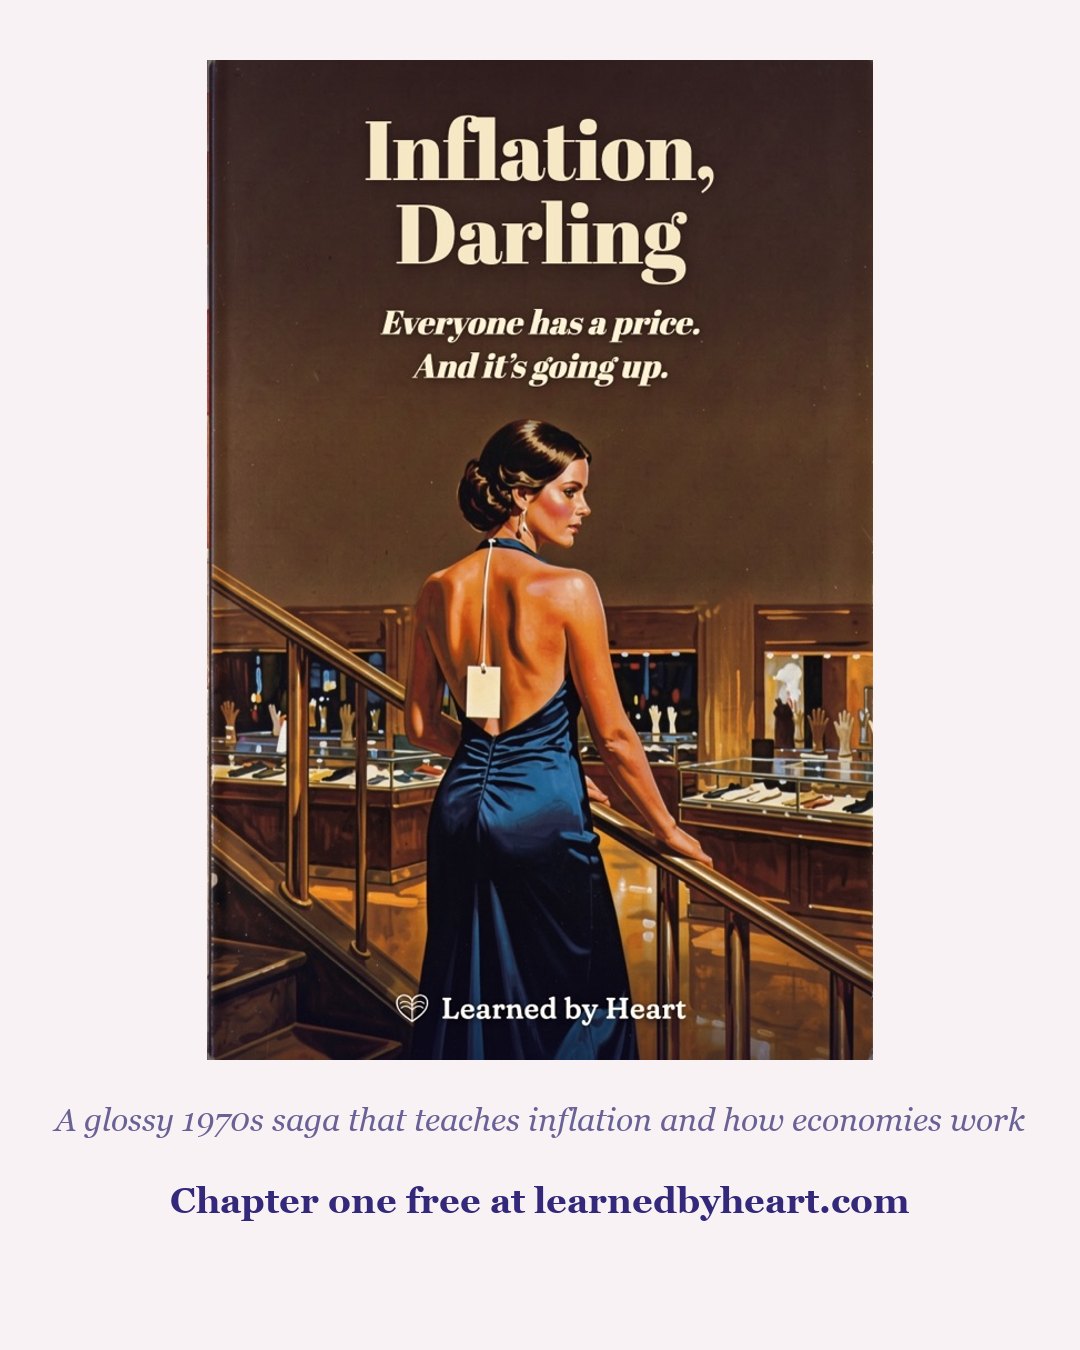 Inflation,
Darling
Everyone has a price.
And it's going up.
Learned by Heart
A glossy 1970s saga that teaches inflation and how economies work
Chapter one free at learnedbyheart.com